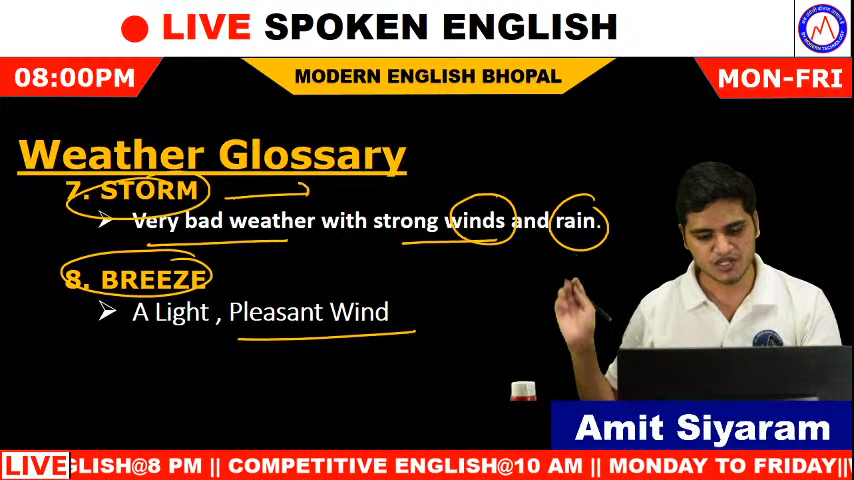 LIVE SPOKEN ENGLISH
08:00PM
MODERN ENGLISH BHOPAL
MON-FRI
Weather Glossary
7. STORM
➢ Very bad weather with strong winds and rain.
8. BREEZE
➢ A Light , Pleasant Wind
Amit Siyaram
LIVE GLISH@8 PM || COMPETITIVE ENGLISH@10 AM || MONDAY TO FRIDAY||